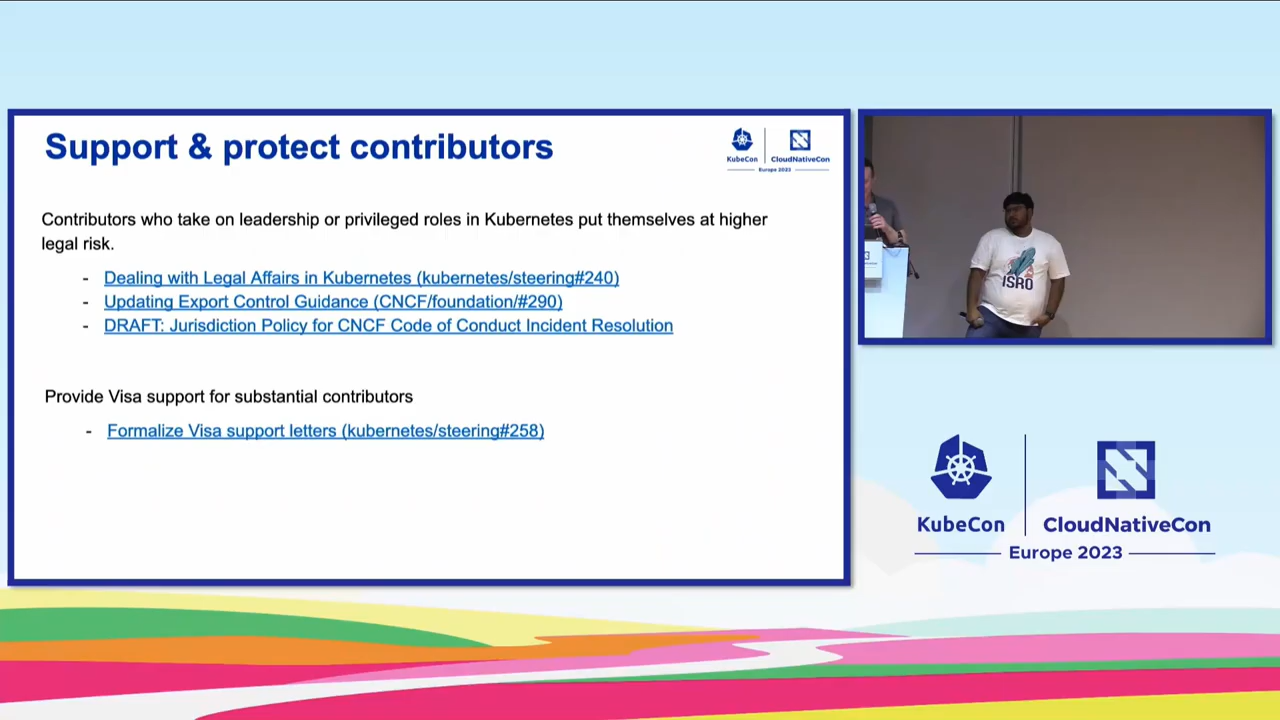 Support & protect contributors
KubeCon
CloudNativeCon
Europe 2023
Contributors who take on leadership or privileged roles in Kubernetes put themselves at higher
legal risk.
- Dealing with Legal Affairs in Kubernetes (kubernetes/steering#240)
- Updating Export Control Guidance (CNCF/foundation/#290)
- DRAFT: Jurisdiction Policy for CNCF Code of Conduct Incident Resolution
Provide Visa support for substantial contributors
- Formalize Visa support letters (kubernetes/steering#258)
ISRO
KubeCon
CloudNativeCon
Europe 2023